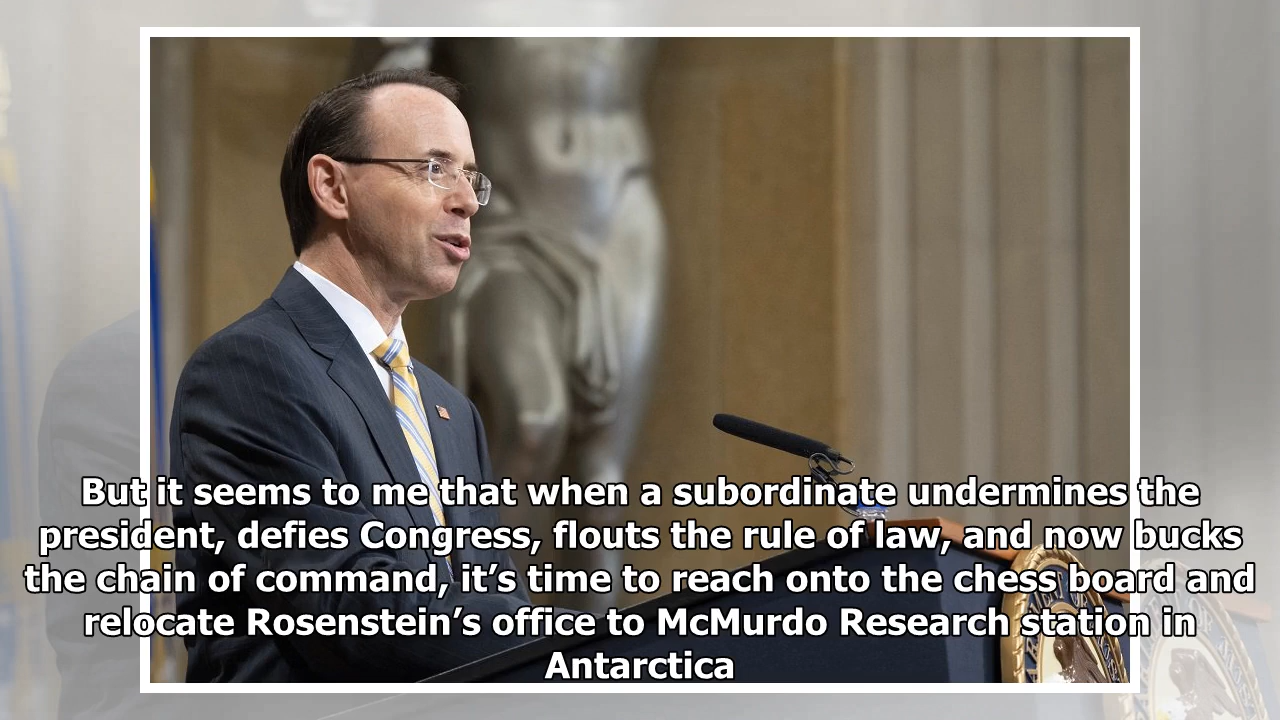 But it seems to me that when a subordinate undermines the
president, defies Congress, flouts the rule of law, and now bucks
the chain of command, it’s time to reach onto the chess board and
relocate Rosenstein’s office to McMurdo Research station in
Antarctica